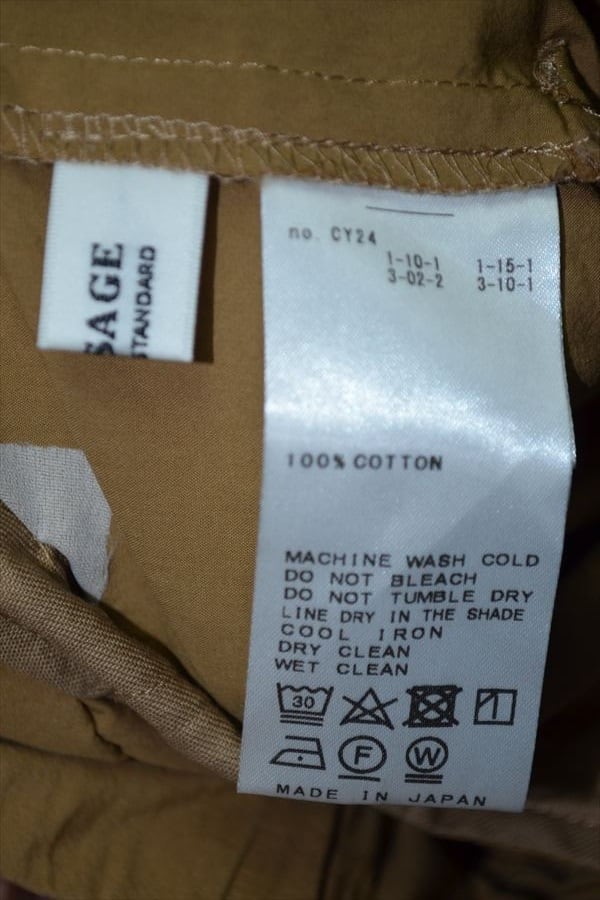 SAGE
STANDARD
no. CY24
1-10-1 1-15-1
3-02-2 3-10-1
100% COTTON
MACHINE WASH COLD
DO NOT BLEACH
DO NOT TUMBLE DRY
LINE DRY IN THE SHADE
COOL IRON
DRY CLEAN
WET CLEAN
30
F W
MADE IN JAPAN